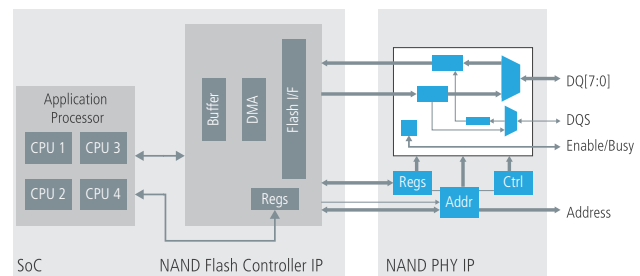 Application
Processor
CPU 1
CPU 3
CPU 2
CPU 4
Buffer
DMA
Flash I/F
Regs
SoC
NAND Flash Controller IP
DQ[7:0]
DQS
Enable/Busy
Regs
Addr
Ctrl
Address
NAND PHY IP